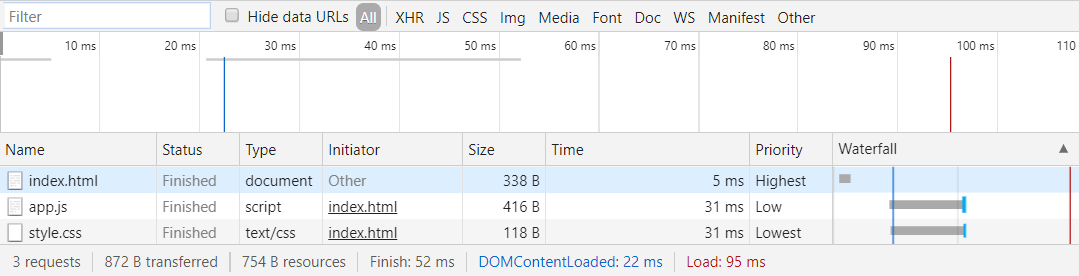 Filter Hide data URLs All XHR JS CSS Img Media Font Doc WS Manifest Other
10 ms 20 ms 30 ms 40 ms 50 ms 60 ms 70 ms 80 ms 90 ms 100 ms 110
Name Status Type Initiator Size Time Priority Waterfall
index.html Finished document Other 338 B 5 ms Highest
app.js Finished script index.html 416 B 31 ms Low
style.css Finished text/css index.html 118 B 31 ms Lowest
3 requests 872 B transferred 754 B resources Finish: 52 ms DOMContentLoaded: 22 ms Load: 95 ms